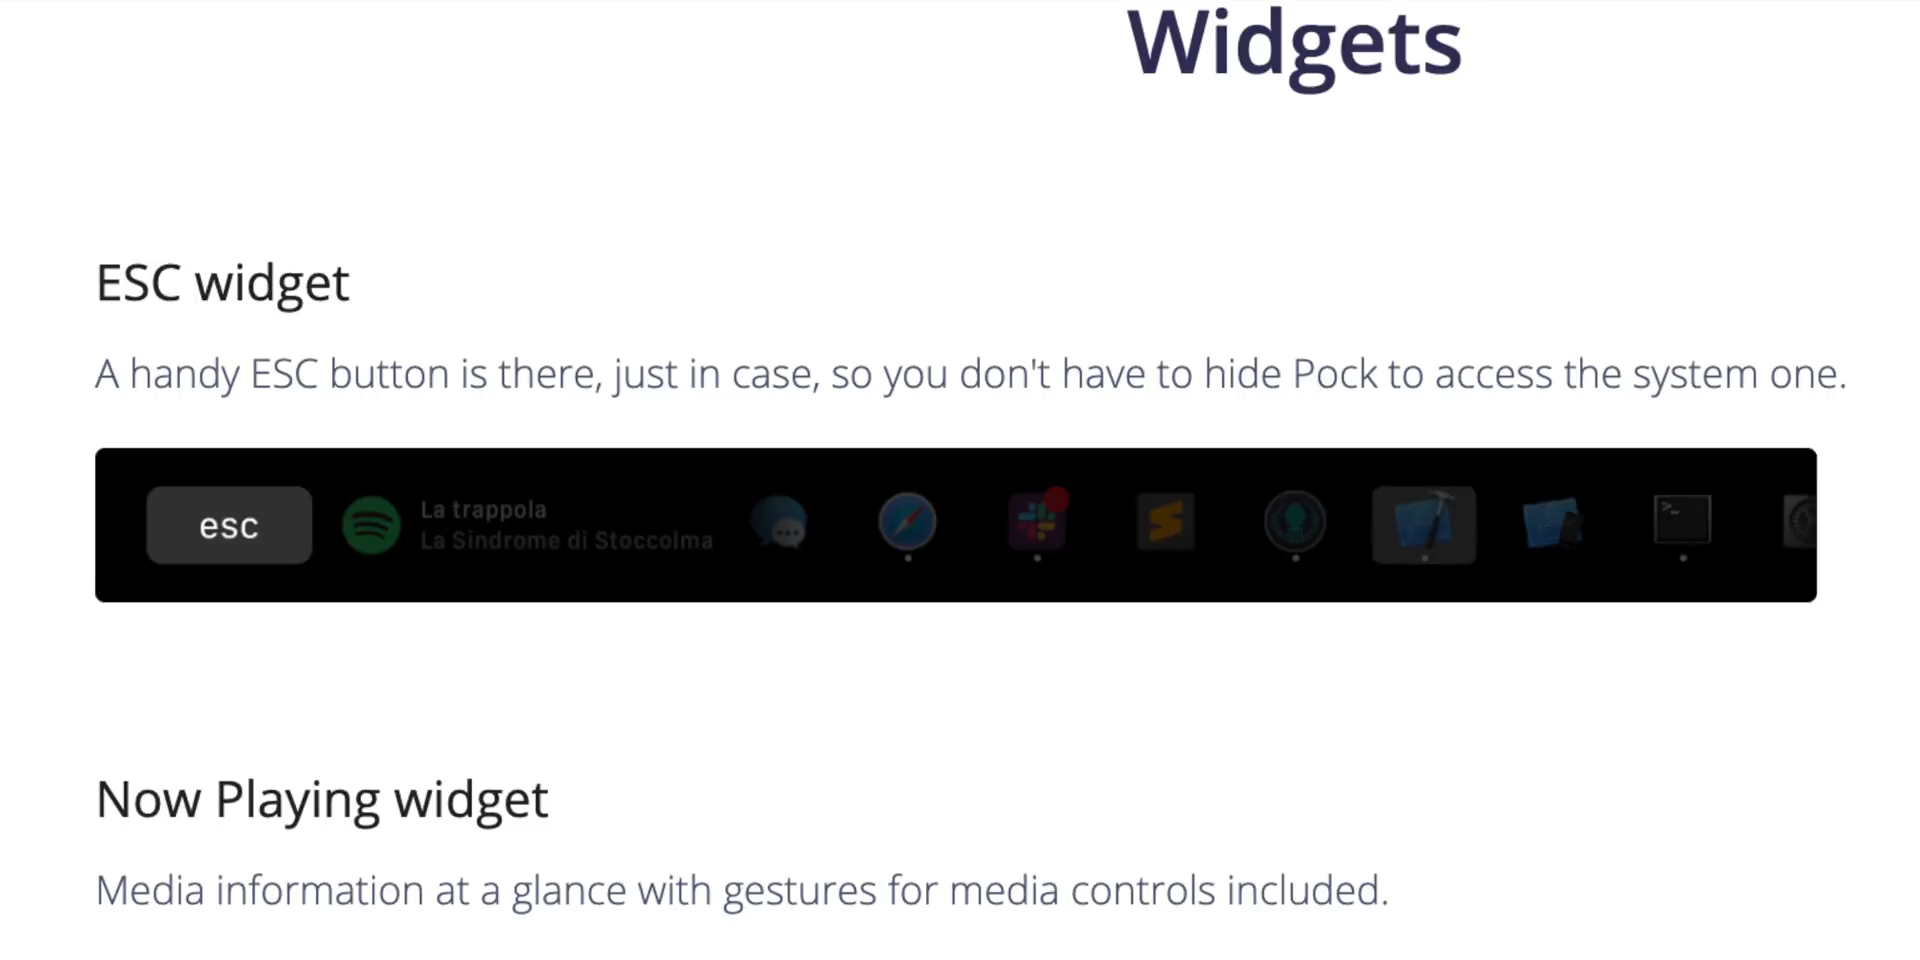 Widgets
ESC widget
A handy ESC button is there, just in case, so you don't have to hide Pock to access the system one.
esc
La trappola
La Sindrome di Stoccolma
>_
Now Playing widget
Media information at a glance with gestures for media controls included.